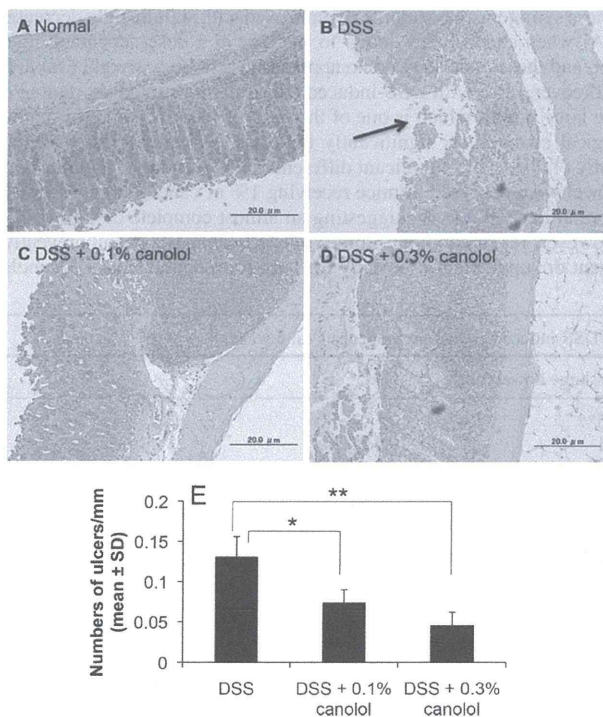 A Normal
20.0 μm
B DSS
20.0 μm
C DSS + 0.1% canolol
20.0 μm
D DSS + 0.3% canolol
20.0 μm
E
Numbers of ulcers/mm
(mean ± SD)
0.2
0.15
0.1
0.05
0
*
**
DSS
DSS + 0.1%
canolol
DSS + 0.3%
canolol